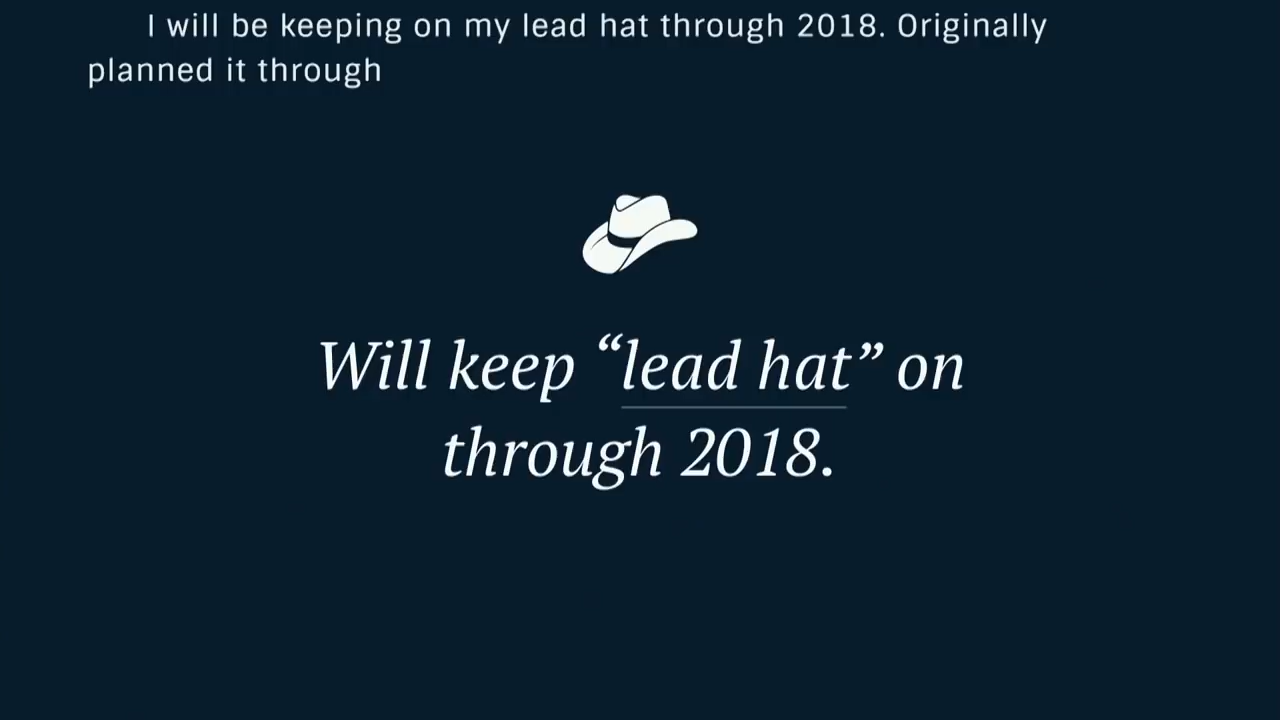 I will be keeping on my lead hat through 2018. Originally
planned it through
Will keep “lead hat” on
through 2018.